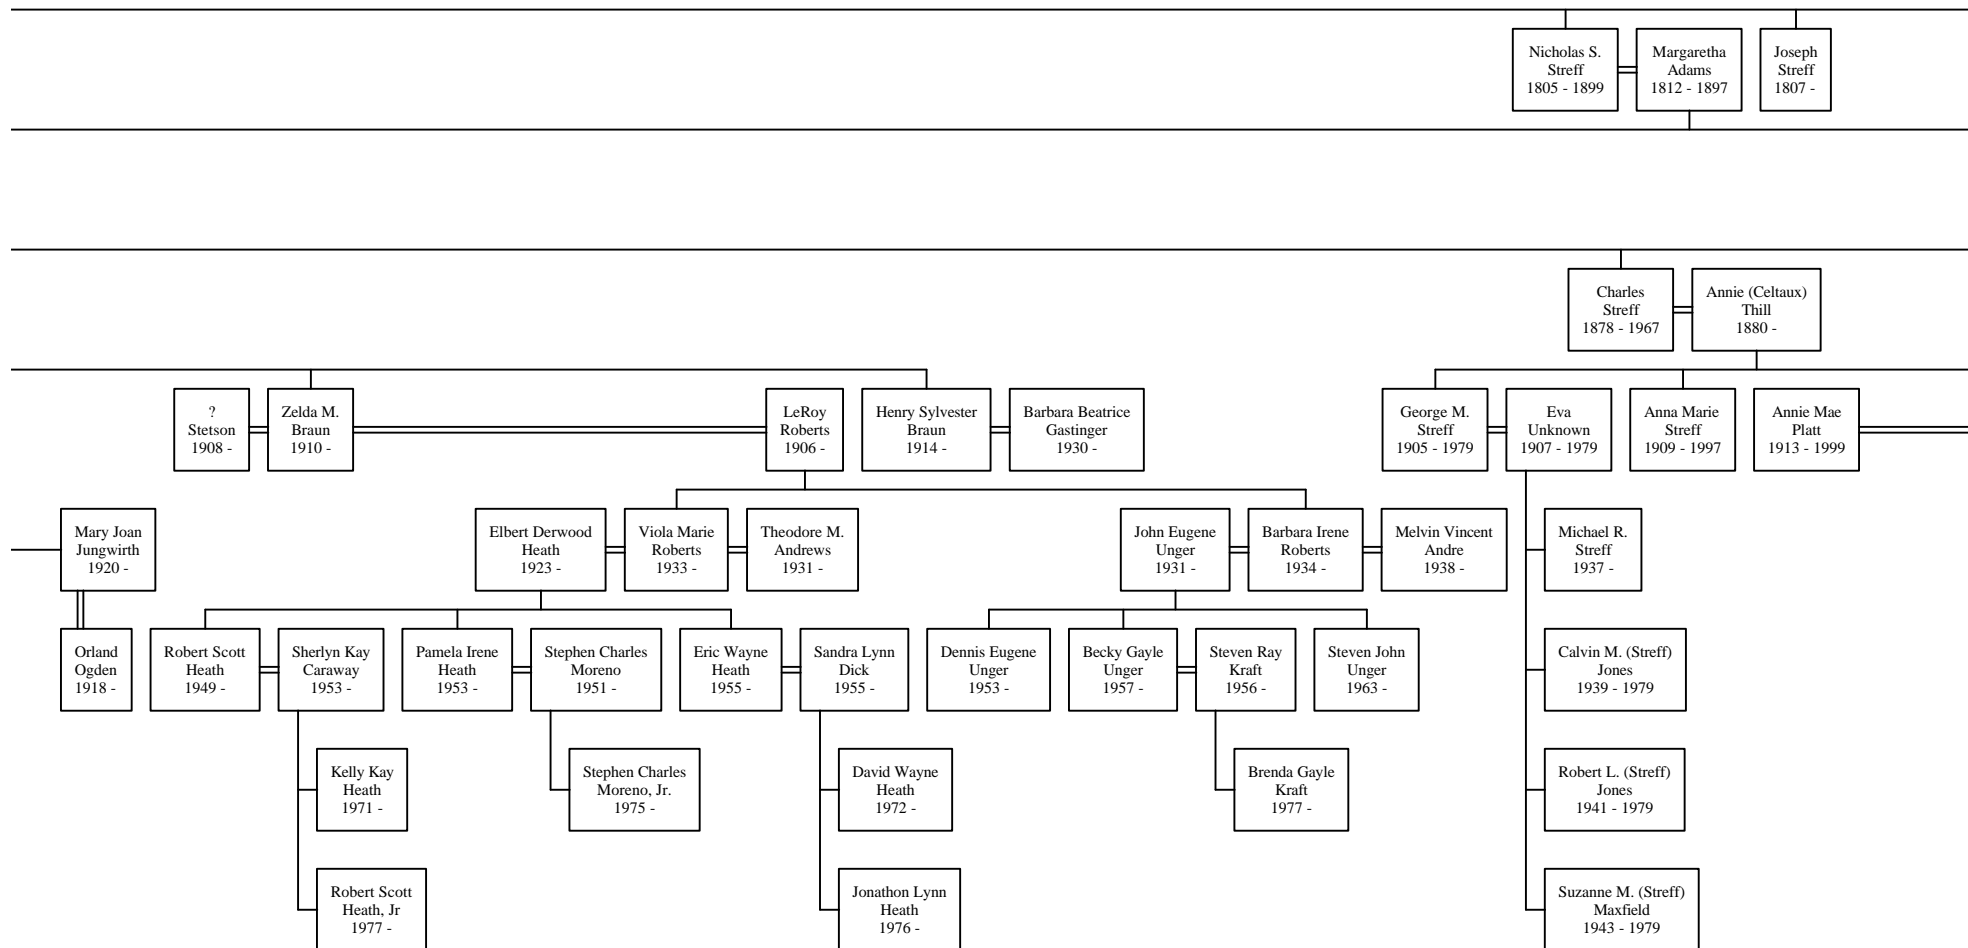 Nicholas S.
Streff
1805 - 1899
Margaretha
Adams
1812 - 1897
Joseph
Streff
1807 -
Charles
Streff
1878 - 1967
Annie (Celtaux)
Thill
1880 -
?
Stetson
1908 -
Zelda M.
Braun
1910 -
LeRoy
Roberts
1906 -
Henry Sylvester
Braun
1914 -
Barbara Beatrice
Gastinger
1930 -
George M.
Streff
1905 - 1979
Eva
Unknown
1907 - 1979
Anna Marie
Streff
1909 - 1997
Annie Mae
Platt
1913 - 1999
Mary Joan
Jungwirth
1920 -
Elbert Derwood
Heath
1923 -
Viola Marie
Roberts
1933 -
Theodore M.
Andrews
1931 -
John Eugene
Unger
1931 -
Barbara Irene
Roberts
1934 -
Melvin Vincent
Andre
1938 -
Michael R.
Streff
1937 -
Orland
Ogden
1918 -
Robert Scott
Heath
1949 -
Sherlyn Kay
Caraway
1953 -
Pamela Irene
Heath
1953 -
Stephen Charles
Moreno
1951 -
Eric Wayne
Heath
1955 -
Sandra Lynn
Dick
1955 -
Dennis Eugene
Unger
1953 -
Becky Gayle
Unger
1957 -
Steven Ray
Kraft
1956 -
Steven John
Unger
1963 -
Calvin M. (Streff)
Jones
1939 - 1979
Kelly Kay
Heath
1971 -
Stephen Charles
Moreno, Jr.
1975 -
David Wayne
Heath
1972 -
Brenda Gayle
Kraft
1977 -
Robert L. (Streff)
Jones
1941 - 1979
Robert Scott
Heath, Jr
1977 -
Jonathon Lynn
Heath
1976 -
Suzanne M. (Streff)
Maxfield
1943 - 1979